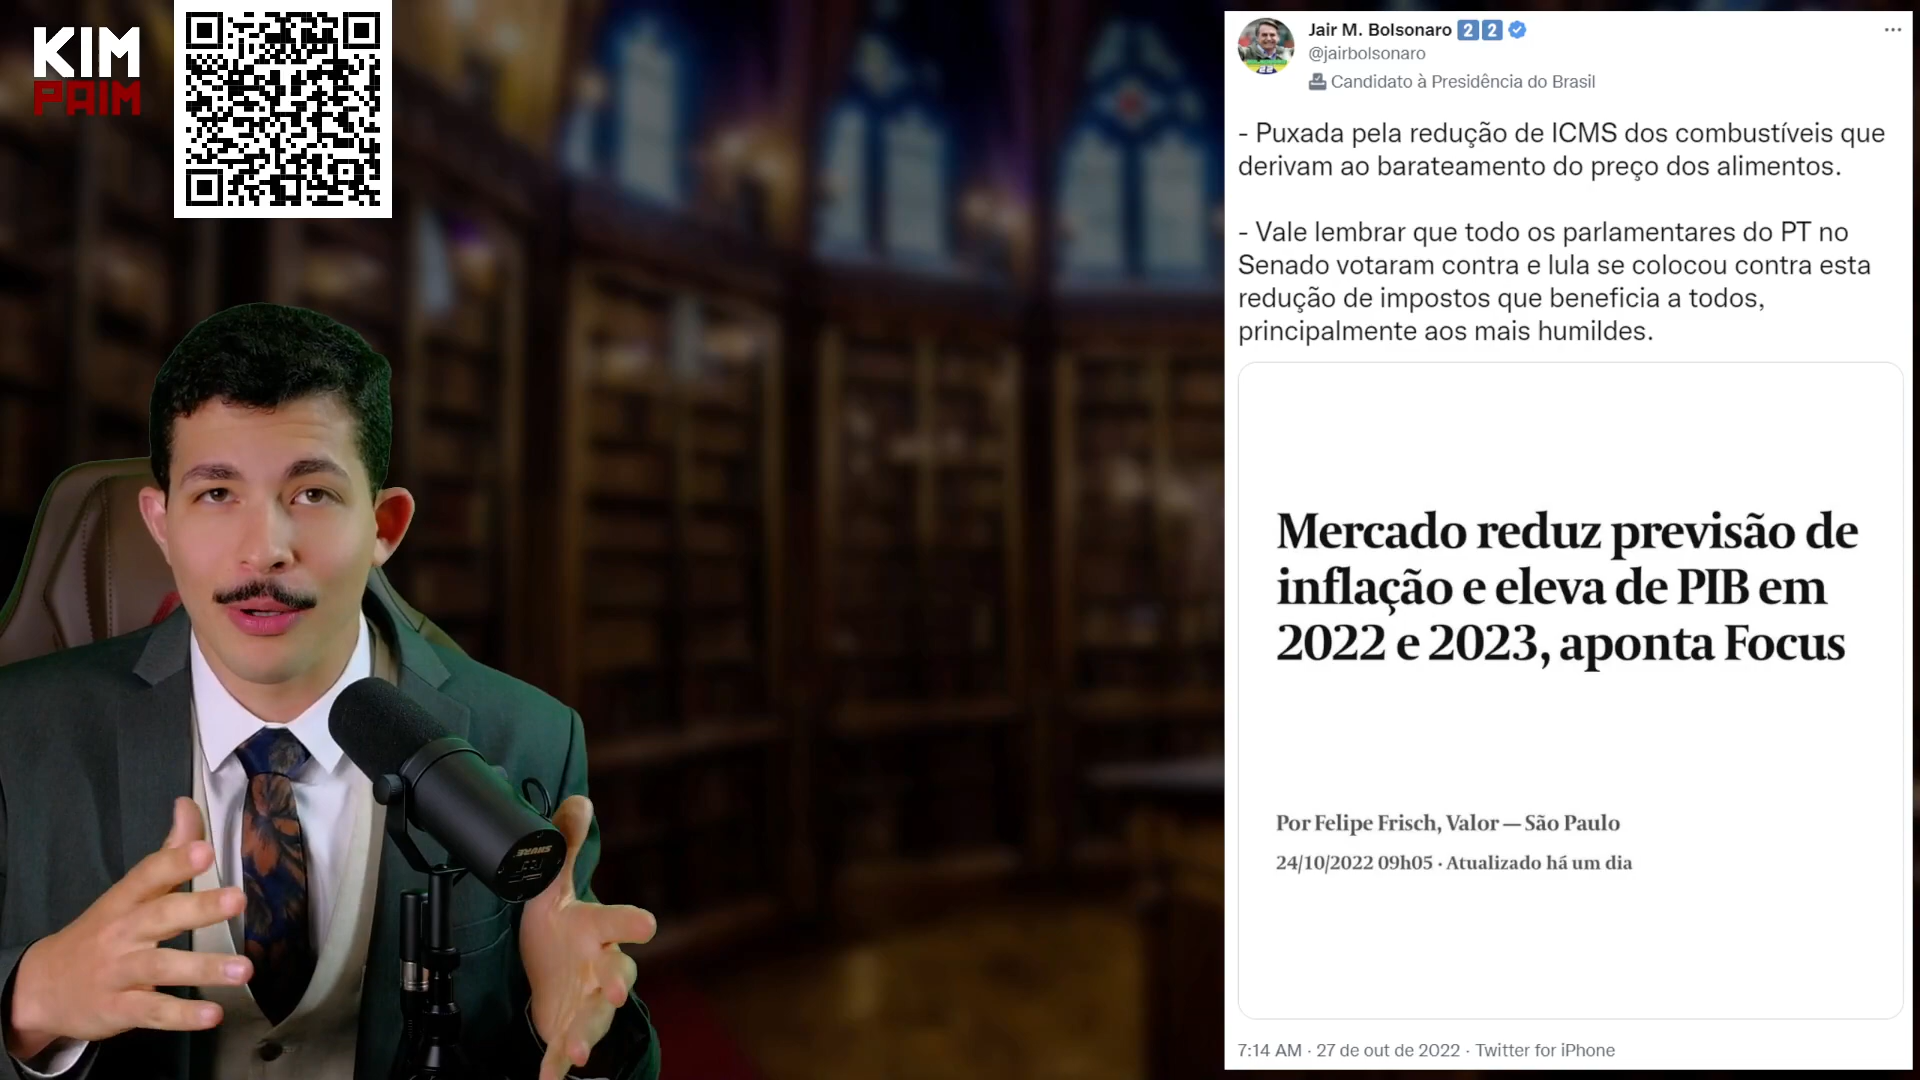 KIM
PAIM
Jair M. Bolsonaro 2 2
@jairbolsonaro
Candidato à Presidência do Brasil
- Puxada pela redução de ICMS dos combustíveis que
derivam ao barateamento do preço dos alimentos.
- Vale lembrar que todo os parlamentares do PT no
Senado votaram contra e lula se colocou contra esta
redução de impostos que beneficia a todos,
principalmente aos mais humildes.
Mercado reduz previsão de
inflação e eleva de PIB em
2022 e 2023, aponta Focus
Por Felipe Frisch, Valor — São Paulo
24/10/2022 09h05 · Atualizado há um dia
7:14 AM · 27 de out de 2022 · Twitter for iPhone
SHURE